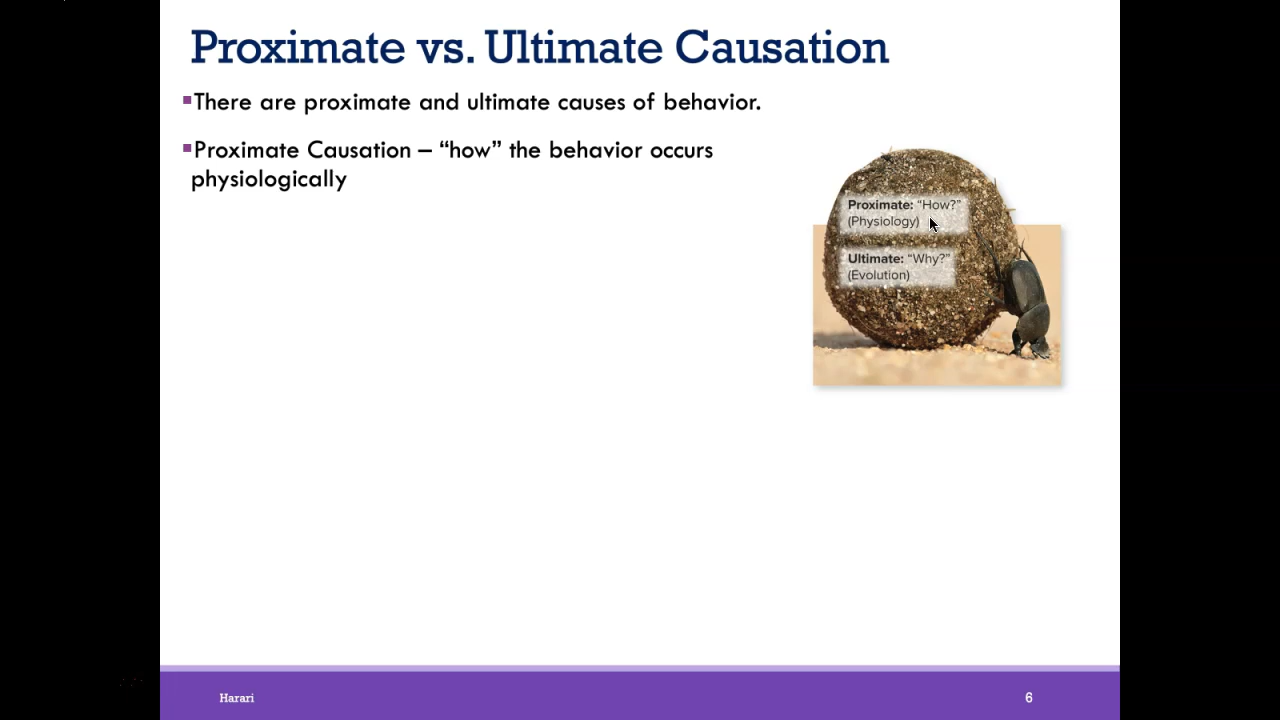 Proximate vs. Ultimate Causation
▪There are proximate and ultimate causes of behavior.
▪Proximate Causation – “how” the behavior occurs
physiologically
Proximate: “How?”
(Physiology)
Ultimate: “Why?”
(Evolution)
Harari
6